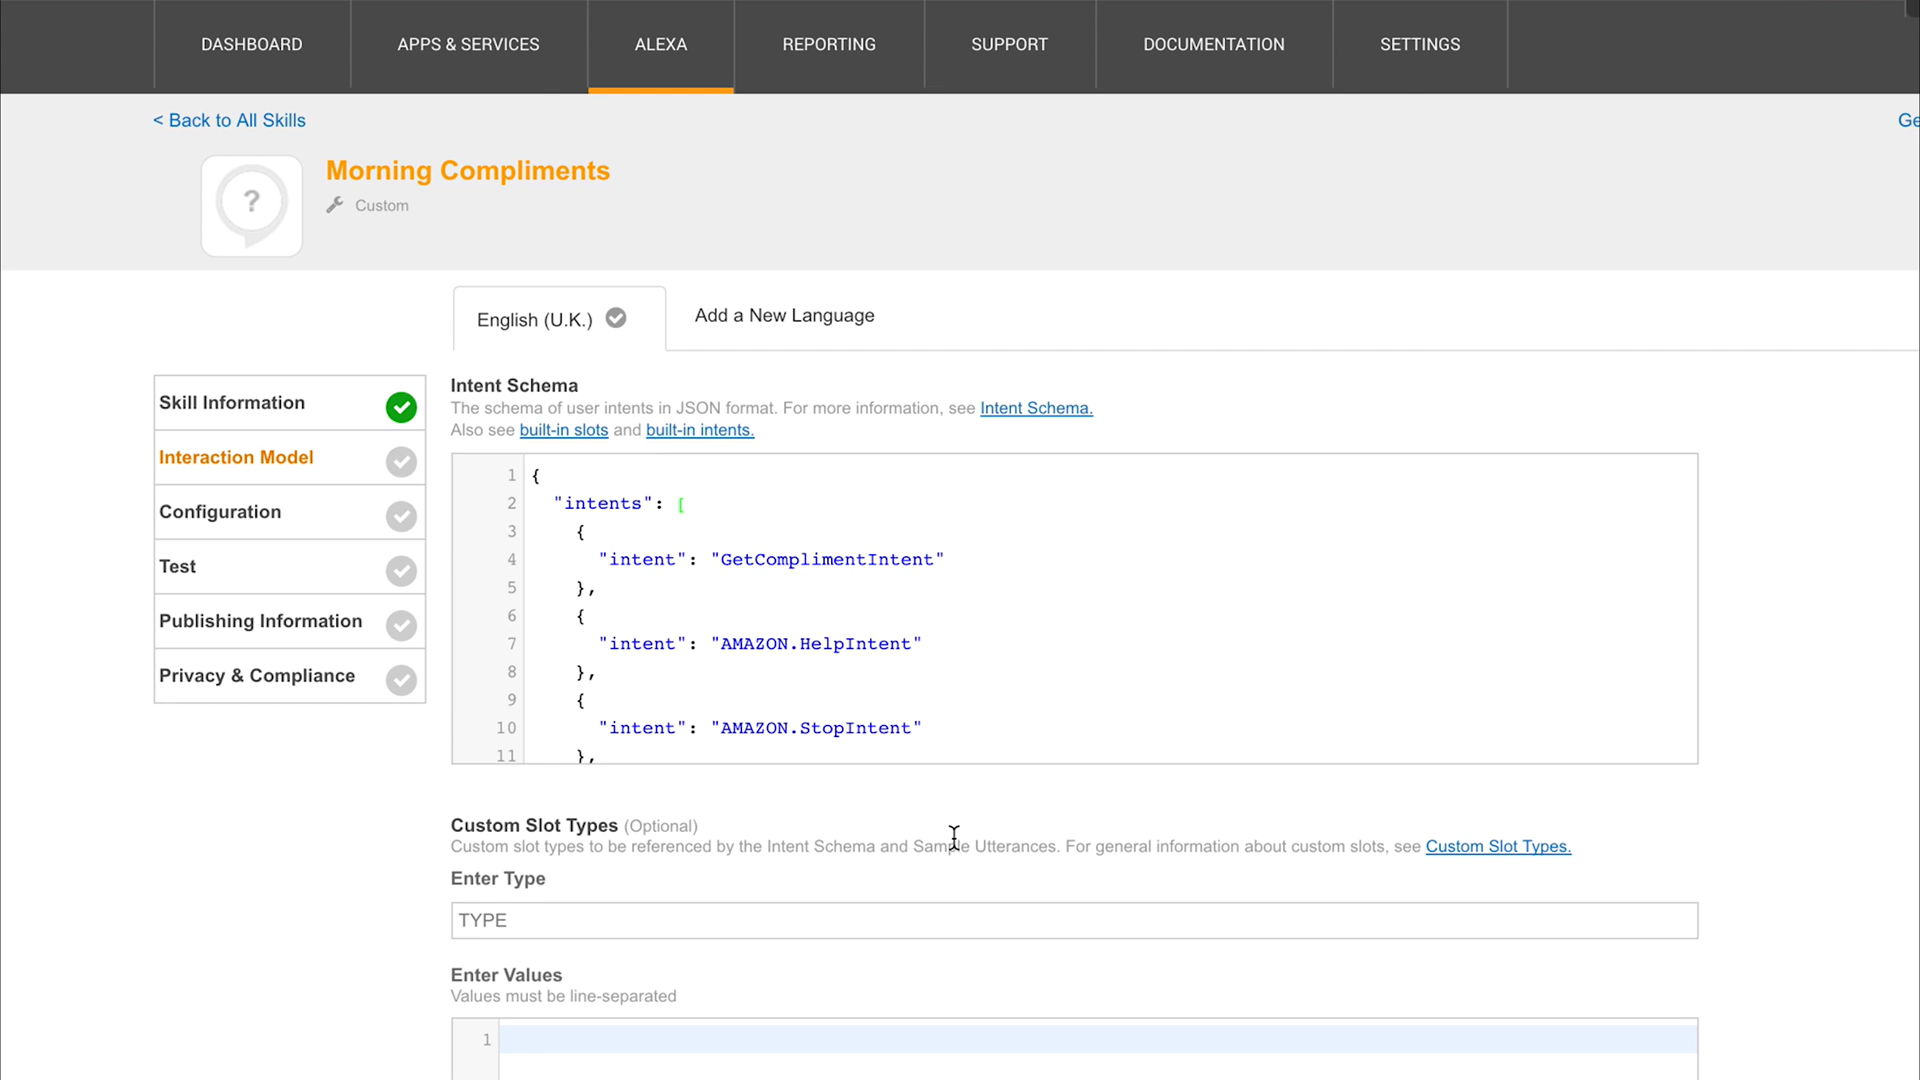 DASHBOARD APPS & SERVICES ALEXA REPORTING SUPPORT DOCUMENTATION SETTINGS
< Back to All Skills
Ge
?
Morning Compliments
Custom
English (U.K.) Add a New Language
Skill Information
Interaction Model
Configuration
Test
Publishing Information
Privacy & Compliance
Intent Schema
The schema of user intents in JSON format. For more information, see Intent Schema.
Also see built-in slots and built-in intents.
1 {
2 "intents": [
3 {
4 "intent": "GetComplimentIntent"
5 },
6 {
7 "intent": "AMAZON.HelpIntent"
8 },
9 {
10 "intent": "AMAZON.StopIntent"
11 },
Custom Slot Types (Optional)
Custom slot types to be referenced by the Intent Schema and Sample Utterances. For general information about custom slots, see Custom Slot Types.
Enter Type
TYPE
Enter Values
Values must be line-separated
1